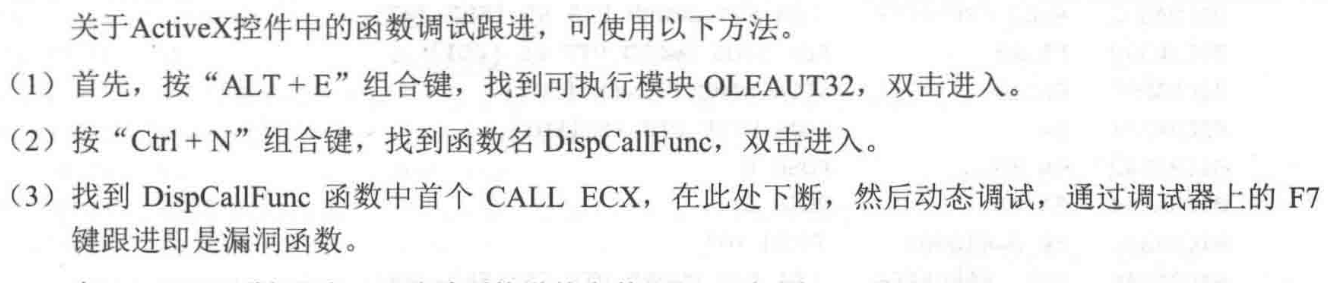 关于ActiveX控件中的函数调试跟进，可使用以下方法。
（1）首先，按“ALT+E”组合键，找到可执行模块 OLEAUT32，双击进入。
（2）按“Ctrl+N”组合键，找到函数名 DispCallFunc，双击进入。
（3）找到 DispCallFunc 函数中首个 CALL ECX，在此处下断，然后动态调试，通过调试器上的 F7
键跟进即是漏洞函数。